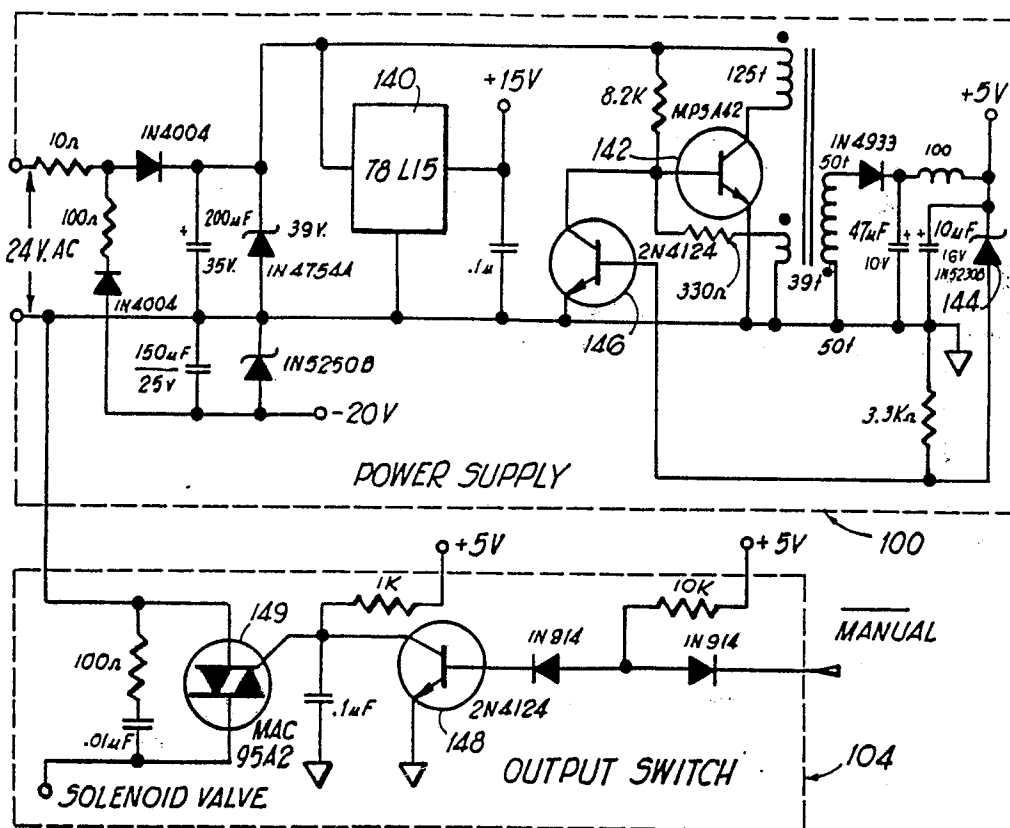 140
+15V
125t
8.2K
MPSA42
+5V
10Ω
1N4004
142
1N4933
100
78 L15
50t
100Ω
200µF
39V.
2N4124
47µF
10µF
24V. AC
+
+
+
35V.
1N4754A
.1µ
330Ω
39t
10V
16V
1N5230B
1N4004
144
146
50t
150µF
25V
1N5250B
-20V
3.3KΩ
POWER SUPPLY
100
+5V
+5V
1K
10K
149
MANUAL
1N914
1N914
100Ω
.1µF
2N4124
.01µF
MAC
95A2
148
104
OUTPUT SWITCH
SOLENOID VALVE